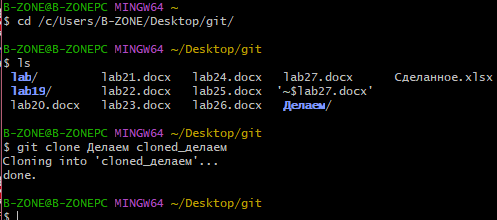 B-ZONE@B-ZONEPC MINGW64 ~
$ cd /c/Users/B-ZONE/Desktop/git/
B-ZONE@B-ZONEPC MINGW64 ~/Desktop/git
$ ls
lab/ lab21.docx lab24.docx lab27.docx Сделанное.xlsx
lab19/ lab22.docx lab25.docx '~$lab27.docx'
lab20.docx lab23.docx lab26.docx Делаем/
B-ZONE@B-ZONEPC MINGW64 ~/Desktop/git
$ git clone Делаем cloned_делаем
Cloning into 'cloned_делаем'...
done.
B-ZONE@B-ZONEPC MINGW64 ~/Desktop/git
$